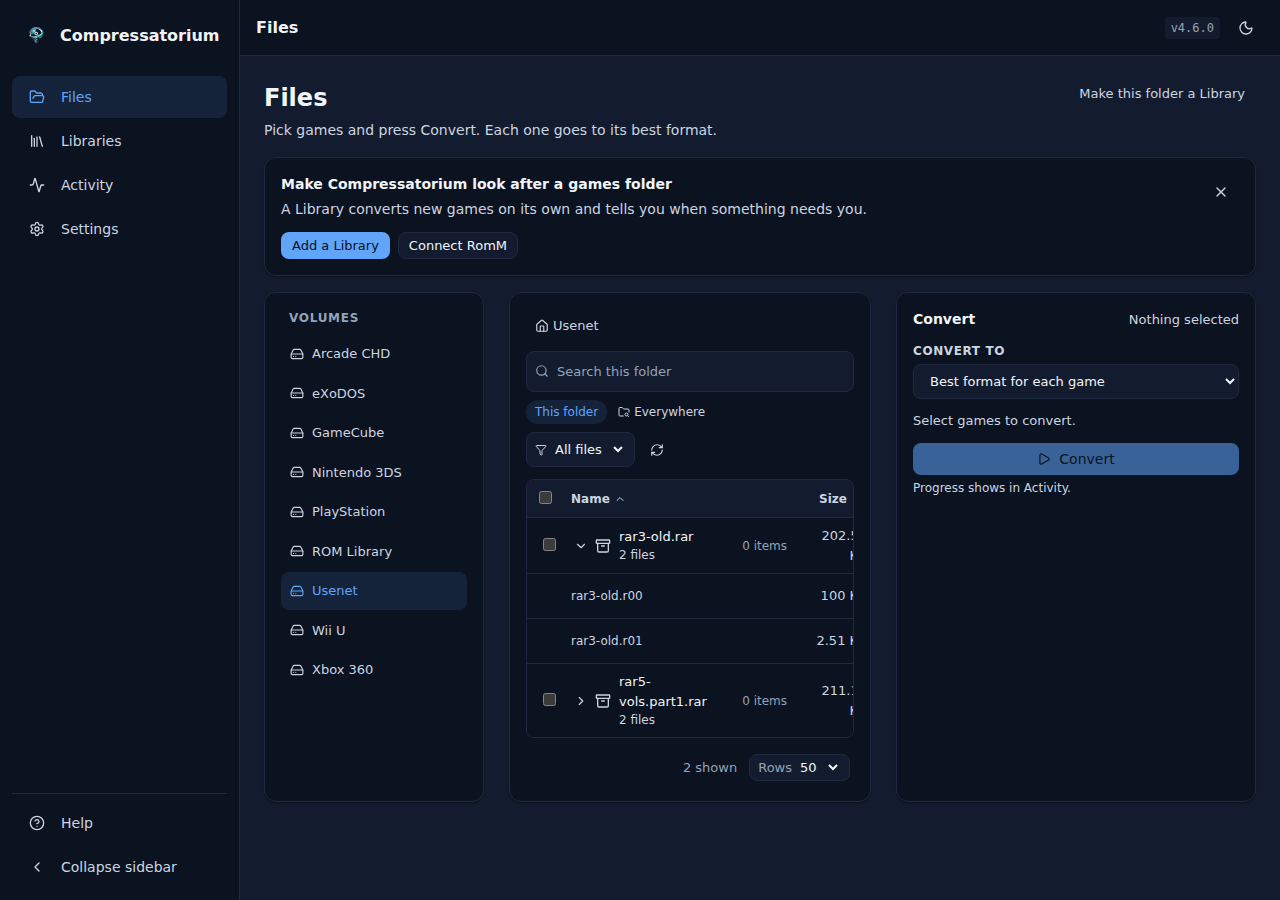 Compressatorium
Files
Libraries
Activity
Settings
Help
Collapse sidebar
Files
v4.6.0
Files
Make this folder a Library
Pick games and press Convert. Each one goes to its best format.
Make Compressatorium look after a games folder
A Library converts new games on its own and tells you when something needs you.
Add a Library
Connect RomM
VOLUMES
Arcade CHD
eXoDOS
GameCube
Nintendo 3DS
PlayStation
ROM Library
Usenet
Wii U
Xbox 360
Usenet
Search this folder
This folder
Everywhere
All files
Name
Size
rar3-old.rar
2 files
0 items
rar3-old.r00
100
rar3-old.r01
2.51
rar5-
vols.part1.rar
2 files
0 items
2 shown
Rows 50
Convert
Nothing selected
CONVERT TO
Best format for each game
Select games to convert.
Convert
Progress shows in Activity.